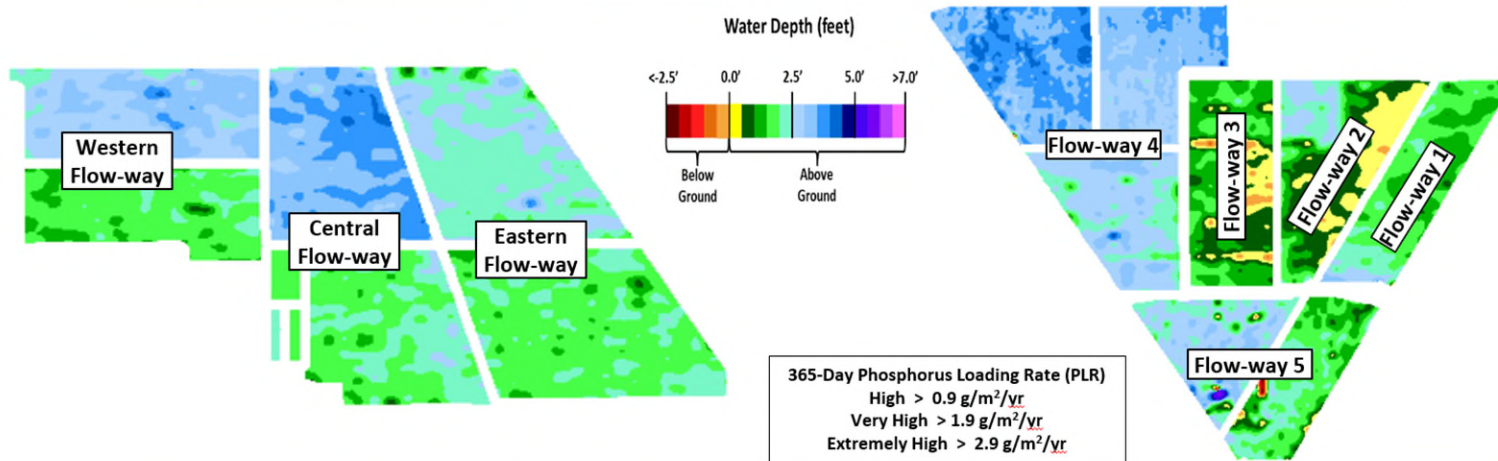 Water Depth (feet)
<-2.5'
0.0'
2.5'
5.0'
>7.0'
Below
Ground
Above
Ground
Western
Flow-way
Central
Flow-way
Eastern
Flow-way
Flow-way 4
Flow-way 3
Flow-way 2
Flow-way 1
Flow-way 5
365-Day Phosphorus Loading Rate (PLR)
High > 0.9 g/m²/yr
Very High > 1.9 g/m²/yr
Extremely High > 2.9 g/m²/yr